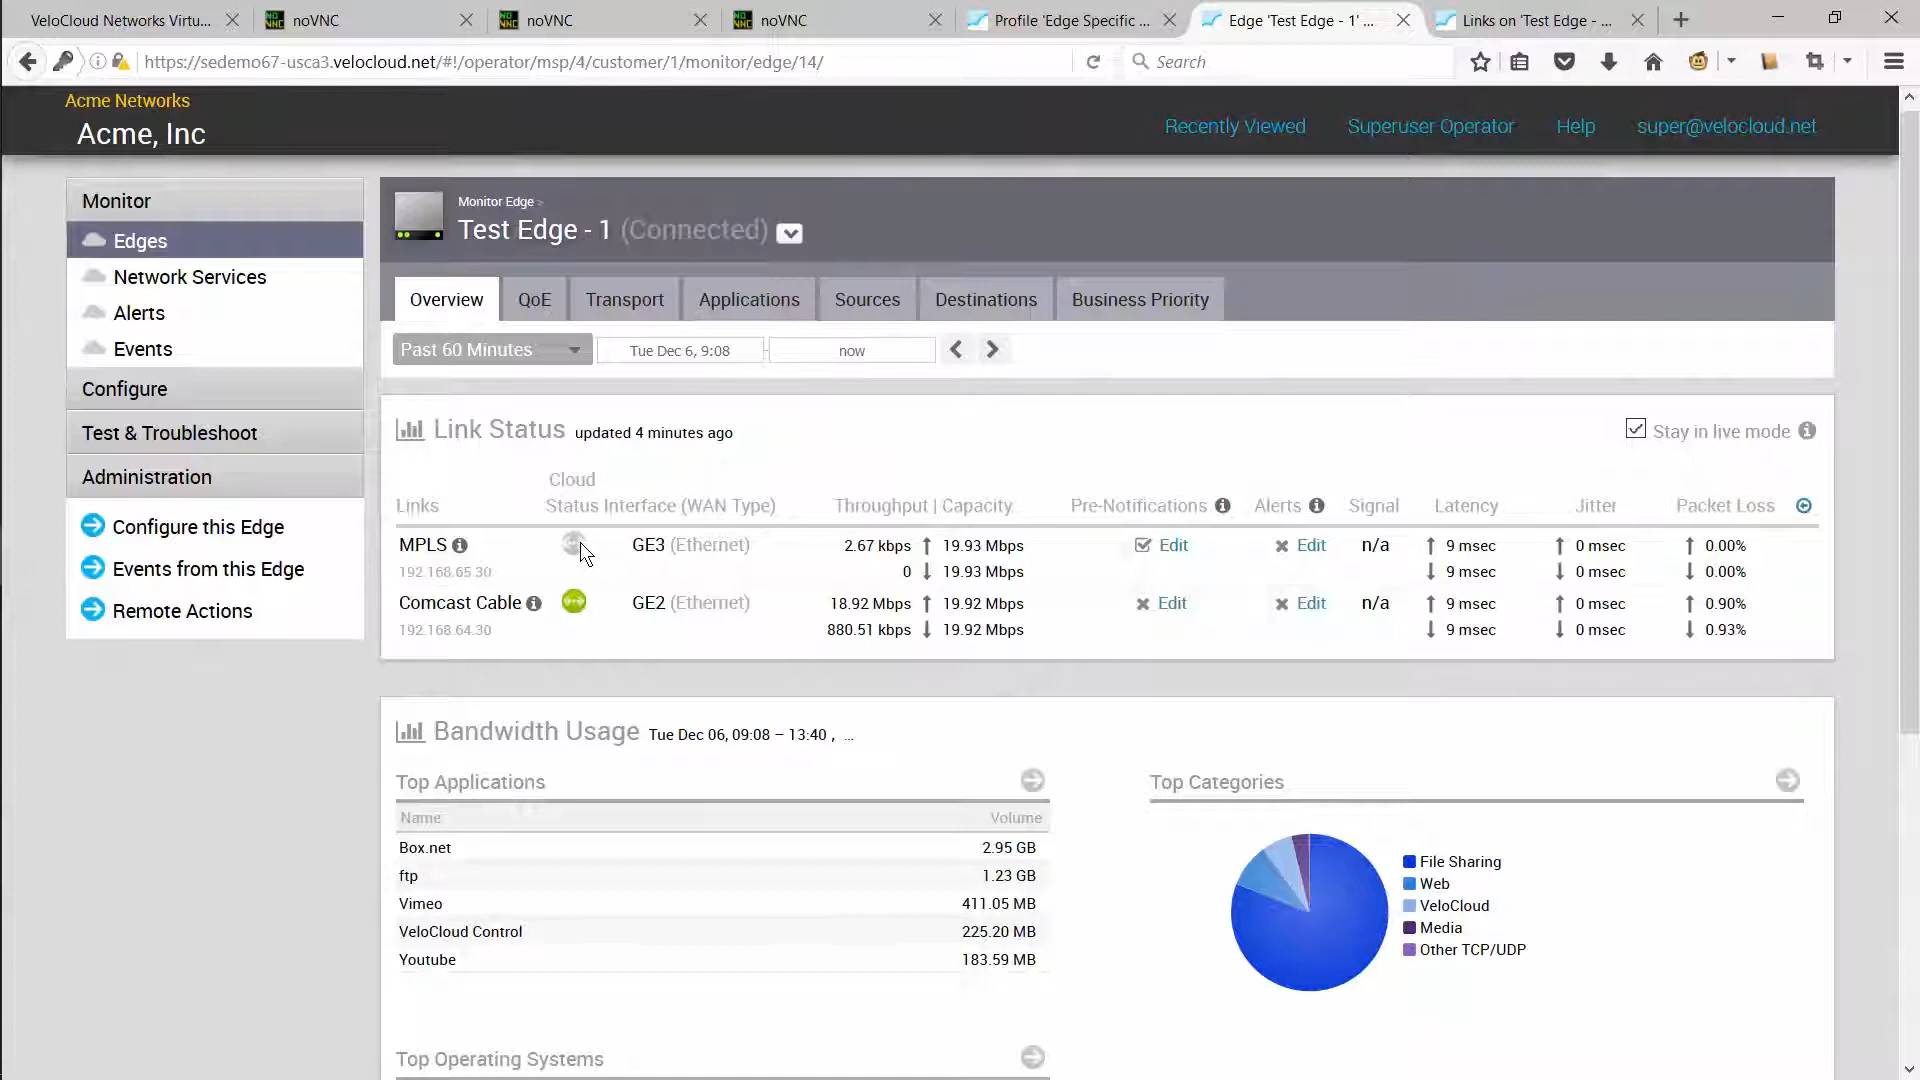 VeloCloud Networks Virtu...
noVNC
noVNC
noVNC
Profile 'Edge Specific ...
Edge 'Test Edge - 1' ...
Links on 'Test Edge - ...
https://sedemo67-usca3.velocloud.net/#!/operator/msp/4/customer/1/monitor/edge/14/
Search
Acme Networks
Acme, Inc
Recently Viewed
Superuser Operator
Help
super@velocloud.net
Monitor
Edges
Network Services
Alerts
Events
Configure
Test & Troubleshoot
Administration
Configure this Edge
Events from this Edge
Remote Actions
Monitor Edge >
Test Edge - 1 (Connected)
Overview QoE Transport Applications Sources Destinations Business Priority
Past 60 Minutes Tue Dec 6, 9:08 - now
Link Status updated 4 minutes ago
Stay in live mode
Links Cloud Status Interface (WAN Type) Throughput | Capacity Pre-Notifications Alerts Signal Latency Jitter Packet Loss
MPLS GE3 (Ethernet) 2.67 kbps 19.93 Mbps Edit Edit n/a 9 msec 0 msec 0.00%
192.168.65.30 0 19.93 Mbps 9 msec 0 msec 0.00%
Comcast Cable GE2 (Ethernet) 18.92 Mbps 19.92 Mbps Edit Edit n/a 9 msec 0 msec 0.90%
192.168.64.30 880.51 kbps 19.92 Mbps 9 msec 0 msec 0.93%
Bandwidth Usage Tue Dec 06, 09:08 – 13:40 , ...
Top Applications
Name Volume
Box.net 2.95 GB
ftp 1.23 GB
Vimeo 411.05 MB
VeloCloud Control 225.20 MB
Youtube 183.59 MB
Top Categories
File Sharing
Web
VeloCloud
Media
Other TCP/UDP
Top Operating Systems